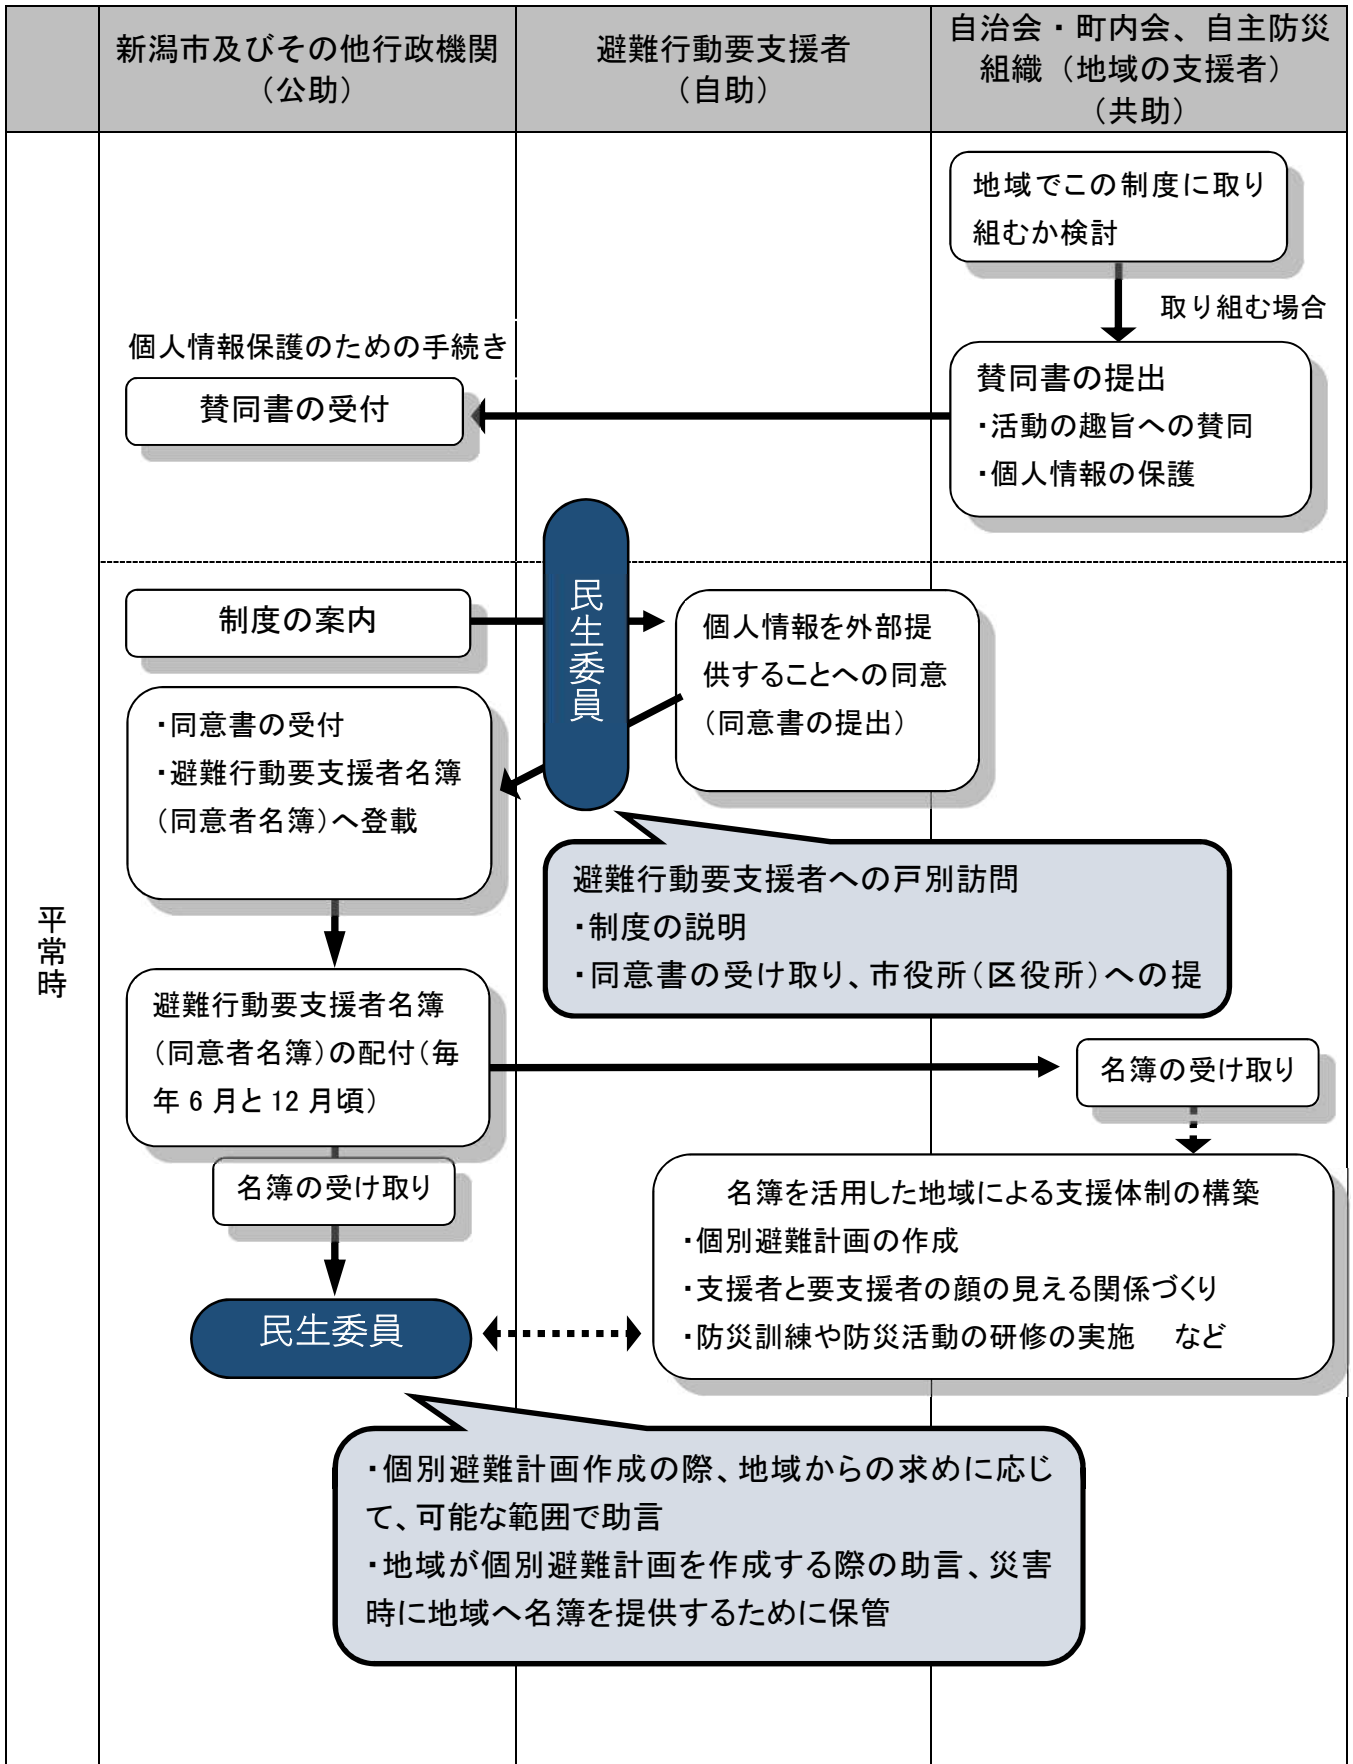 新潟市及びその他行政機関
（公助）
避難行動要支援者
（自助）
自治会・町内会、自主防災
組織（地域の支援者）
（共助）
平常時
地域でこの制度に取り
組むか検討
取り組む場合
個人情報保護のための手続き
賛同書の受付
賛同書の提出
・活動の趣旨への賛同
・個人情報の保護
民生委員
制度の案内
個人情報を外部提
供することへの同意
（同意書の提出）
・同意書の受付
・避難行動要支援者名簿
（同意者名簿）へ登載
避難行動要支援者への戸別訪問
・制度の説明
・同意書の受け取り、市役所（区役所）への提
避難行動要支援者名簿
（同意者名簿）の配付（毎
年 6 月と 12 月頃）
名簿の受け取り
名簿の受け取り
名簿を活用した地域による支援体制の構築
・個別避難計画の作成
・支援者と要支援者の顔の見える関係づくり
・防災訓練や防災活動の研修の実施　など
民生委員
・個別避難計画作成の際、地域からの求めに応じ
て、可能な範囲で助言
・地域が個別避難計画を作成する際の助言、災害
時に地域へ名簿を提供するために保管